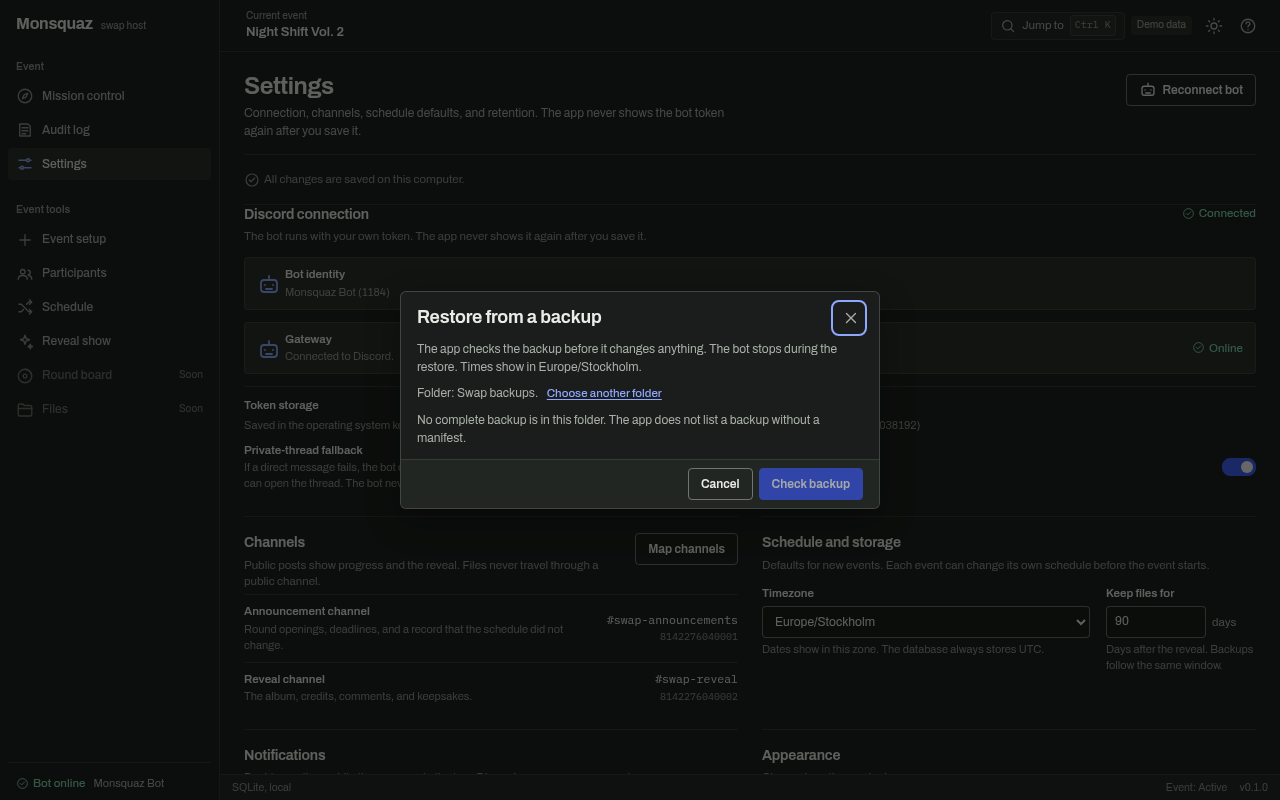 Monsquaz swap host
Event
Mission control
Audit log
Settings
Event tools
Event setup
Participants
Schedule
Reveal show
Round board Soon
Files Soon
Bot online Monsquaz Bot
Current event
Night Shift Vol. 2
Jump to Ctrl K
Demo data
Settings
Connection, channels, schedule defaults, and retention. The app never shows the bot token
again after you save it.
Reconnect bot
All changes are saved on this computer.
Discord connection
Connected
The bot runs with your own token. The app never shows it again after you save it.
Bot identity
Monsquaz Bot (1184)
Gateway
Connected to Discord.
Online
Token storage
Saved in the operating system
038192)
Private-thread fallback
If a direct message fails, the bot
can open the thread. The bot
Restore from a backup
The app checks the backup before it changes anything. The bot stops during the
restore. Times show in Europe/Stockholm.
Folder: Swap backups. Choose another folder
No complete backup is in this folder. The app does not list a backup without a
manifest.
Cancel
Check backup
Channels
Map channels
Public posts show progress and the reveal. Files never travel through a
public channel.
Announcement channel
Round openings, deadlines, and a record that the schedule did not
change.
#swap-announcements
8142276040001
Reveal channel
The album, credits, comments, and keepsakes.
#swap-reveal
8142276040002
Schedule and storage
Defaults for new events. Each event can change its own schedule before the event starts.
Timezone
Europe/Stockholm
Dates show in this zone. The database always stores UTC.
Keep files for
90 days
Days after the reveal. Backups
follow the same window.
Notifications
Appearance
SQLite, local
Event: Active v0.1.0